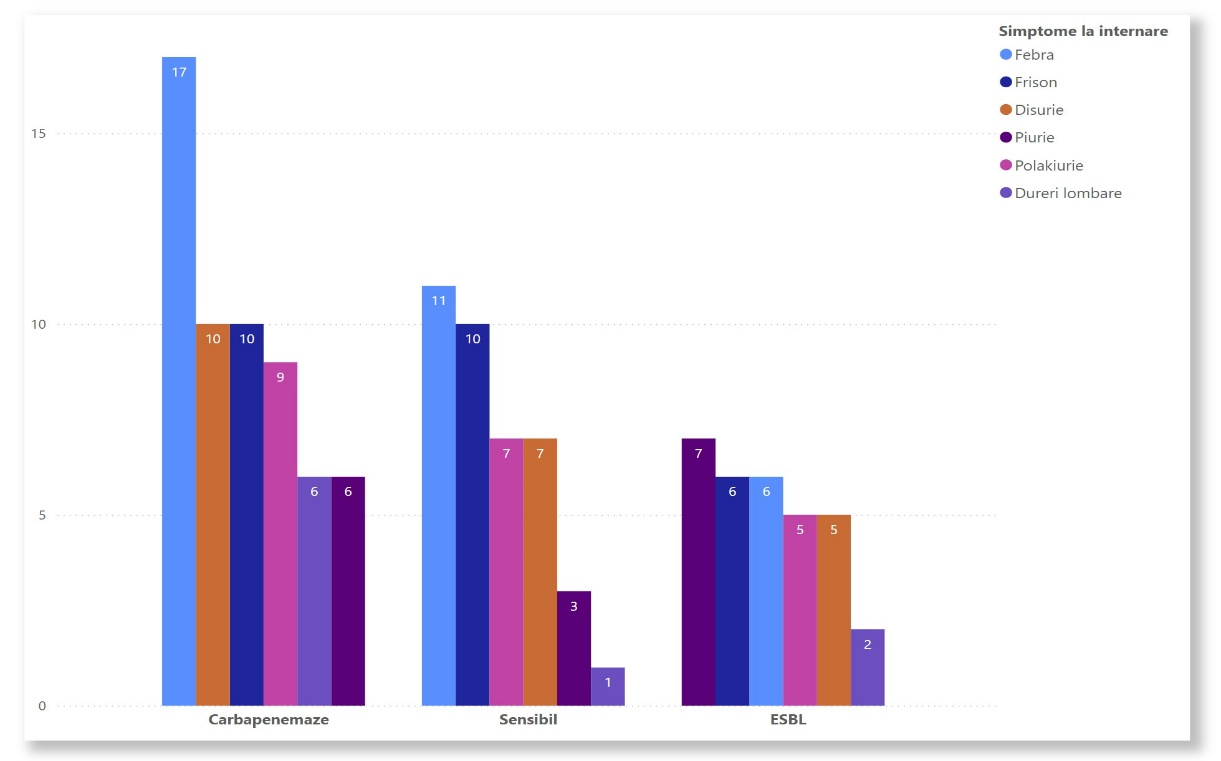 Simptome la internare
Febra
Frison
Disurie
Piurie
Polakiurie
Dureri lombare
15
10
5
0
17
10
10
9
6
6
11
10
7
7
3
1
7
6
6
5
5
2
Carbapenemaze
Sensibil
ESBL